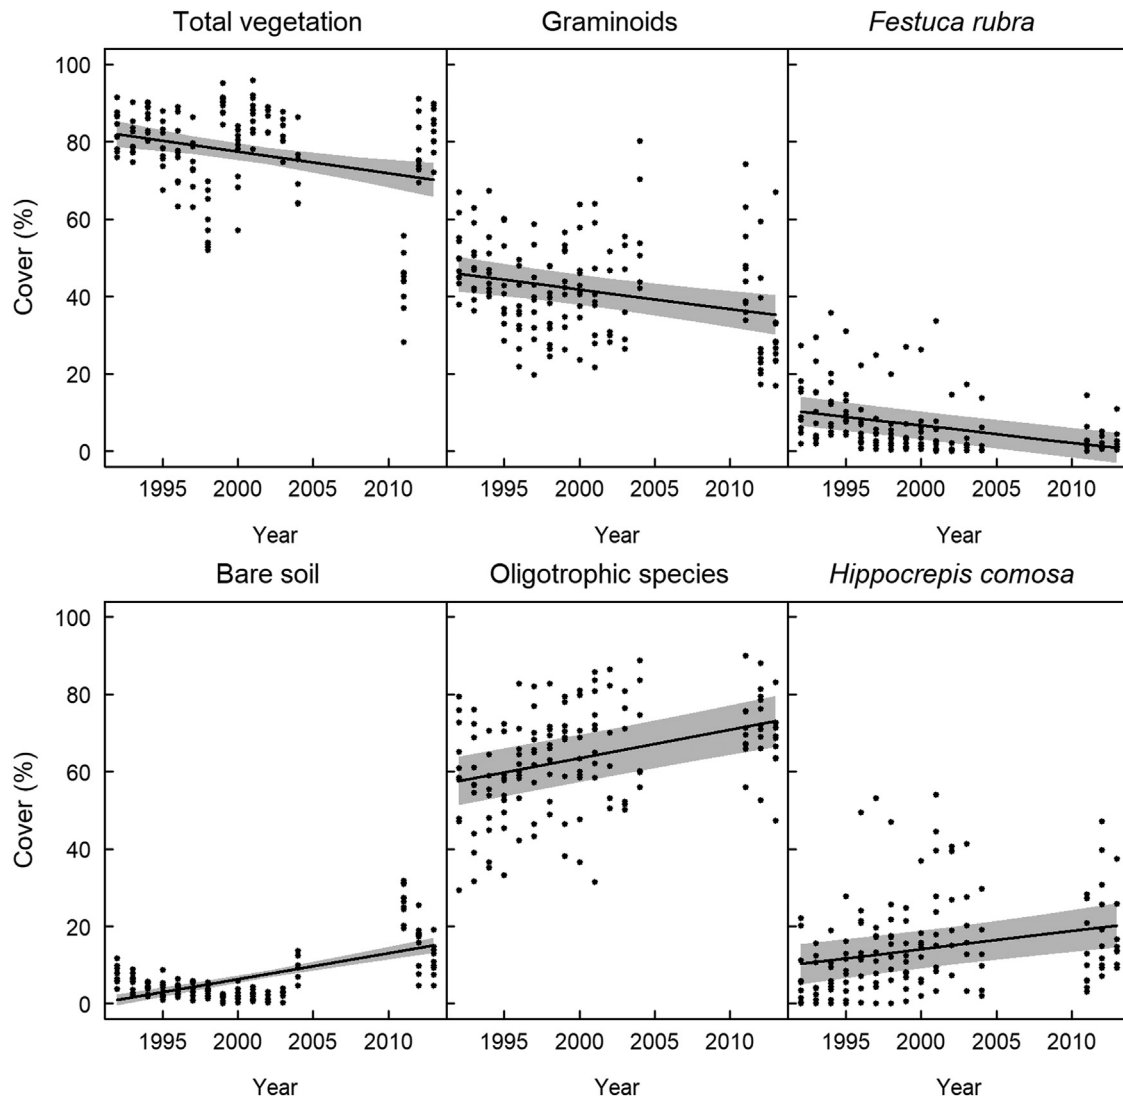 Total vegetation
Graminoids
Festuca rubra
Cover (%)
100
80
60
40
20
0
1995 2000 2005 2010
1995 2000 2005 2010
1995 2000 2005 2010
Year
Year
Year
Bare soil
Oligotrophic species
Hippocrepis comosa
Cover (%)
100
80
60
40
20
0
1995 2000 2005 2010
1995 2000 2005 2010
1995 2000 2005 2010
Year
Year
Year